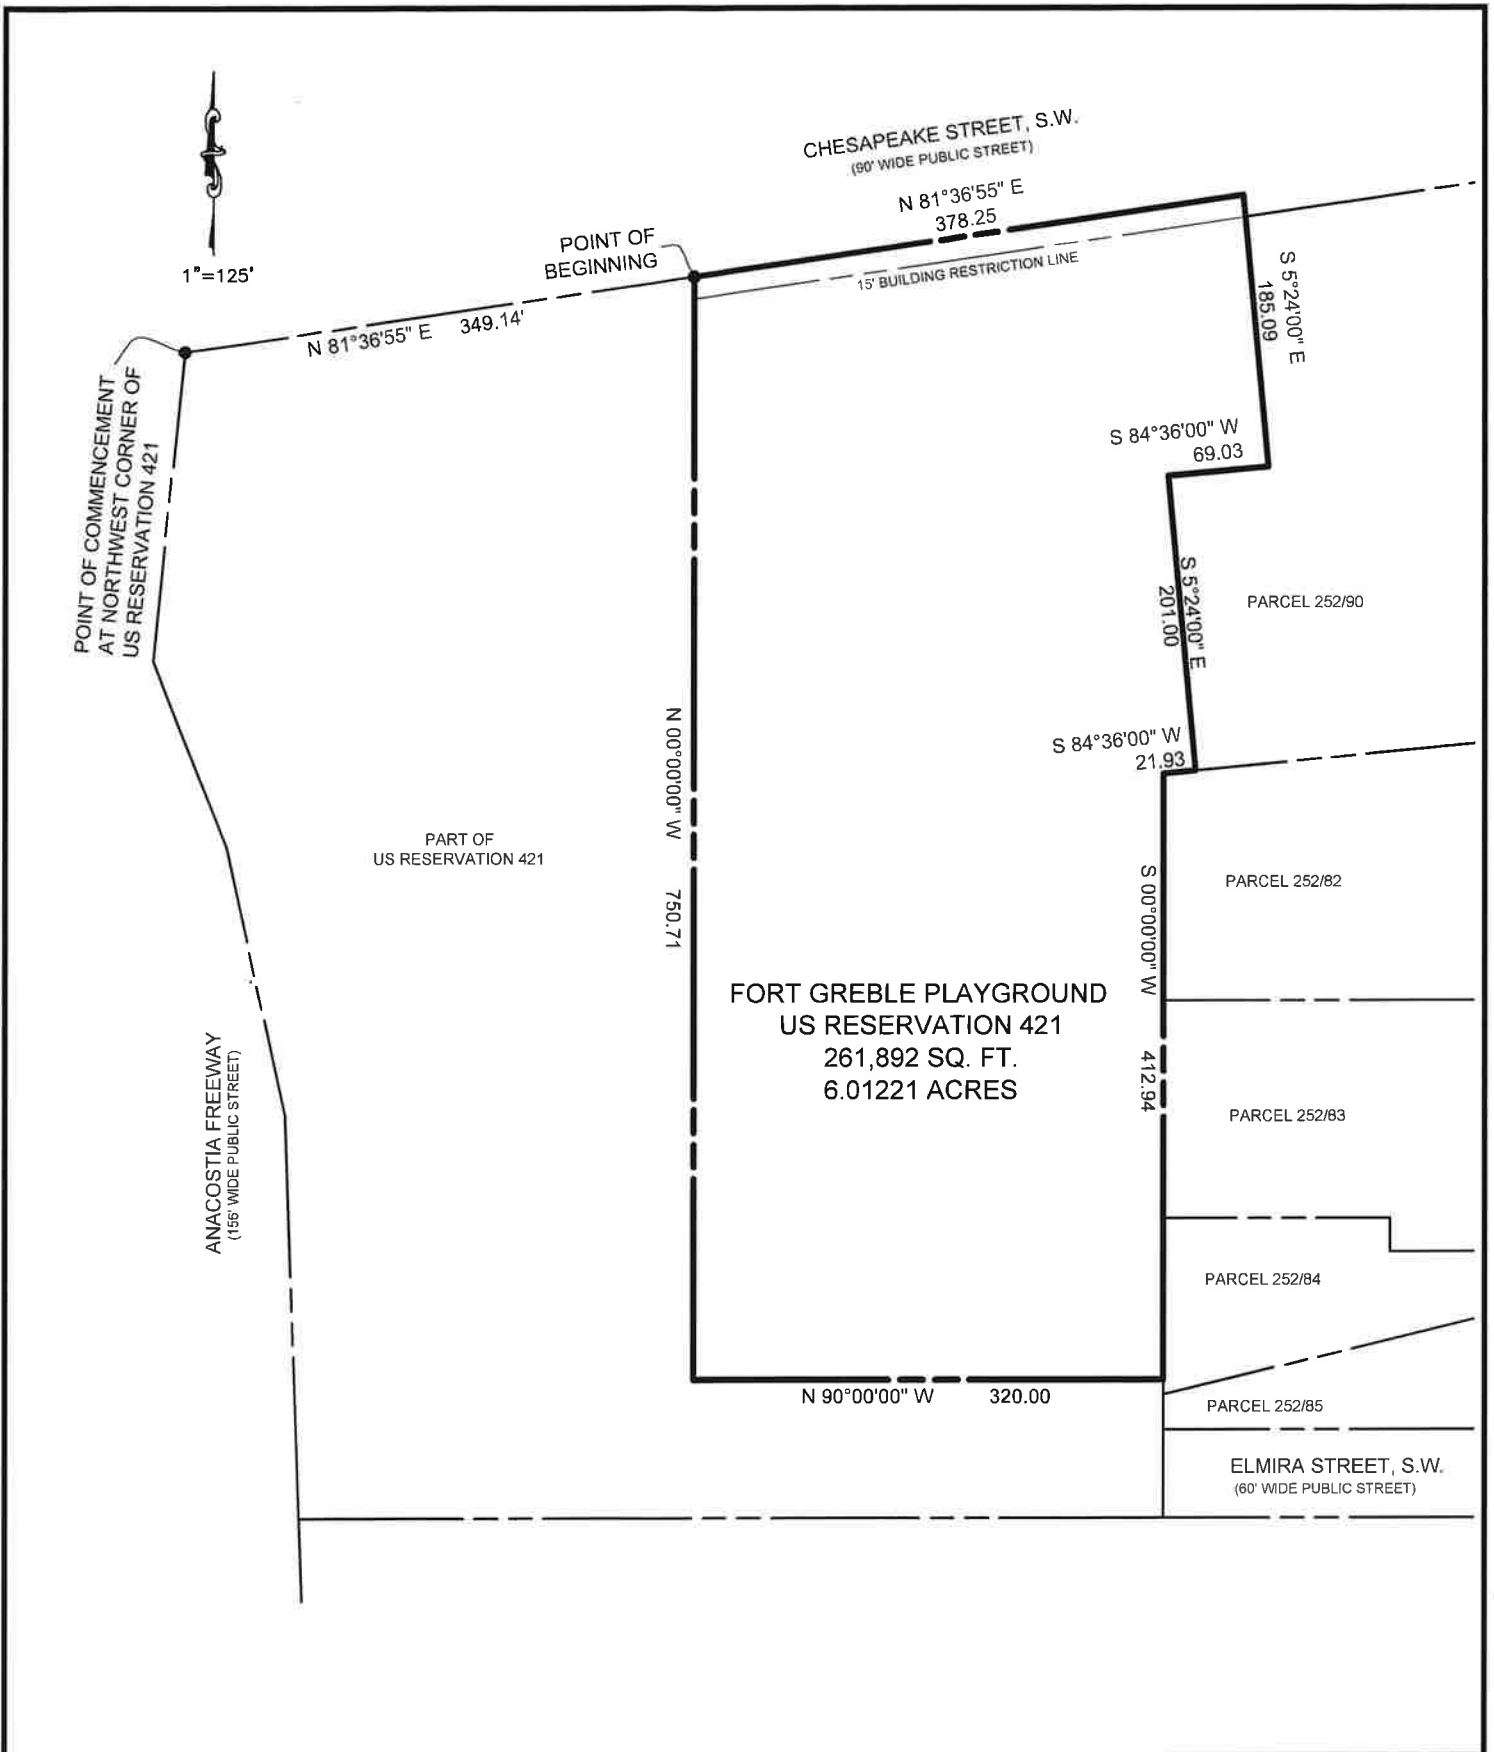 CHESAPEAKE STREET, S.W.
(90' WIDE PUBLIC STREET)
N 81°36'55" E
378.25
1"=125'
POINT OF
BEGINNING
15' BUILDING RESTRICTION LINE
S 5°24'00" E
185.09
N 81°36'55" E 349.14'
POINT OF COMMENCEMENT
AT NORTHWEST CORNER OF
US RESERVATION 421
S 84°36'00" W
69.03
S 5°24'00" E
201.00
PARCEL 252/90
S 84°36'00" W
21.93
N 00°00'00" W 750.71
PART OF
US RESERVATION 421
PARCEL 252/82
S 00°00'00" W 412.94
FORT GREBLE PLAYGROUND
US RESERVATION 421
261,892 SQ. FT.
6.01221 ACRES
ANACOSTIA FREEWAY
(156' WIDE PUBLIC STREET)
PARCEL 252/83
PARCEL 252/84
N 90°00'00" W 320.00
PARCEL 252/85
ELMIRA STREET, S.W.
(60' WIDE PUBLIC STREET)